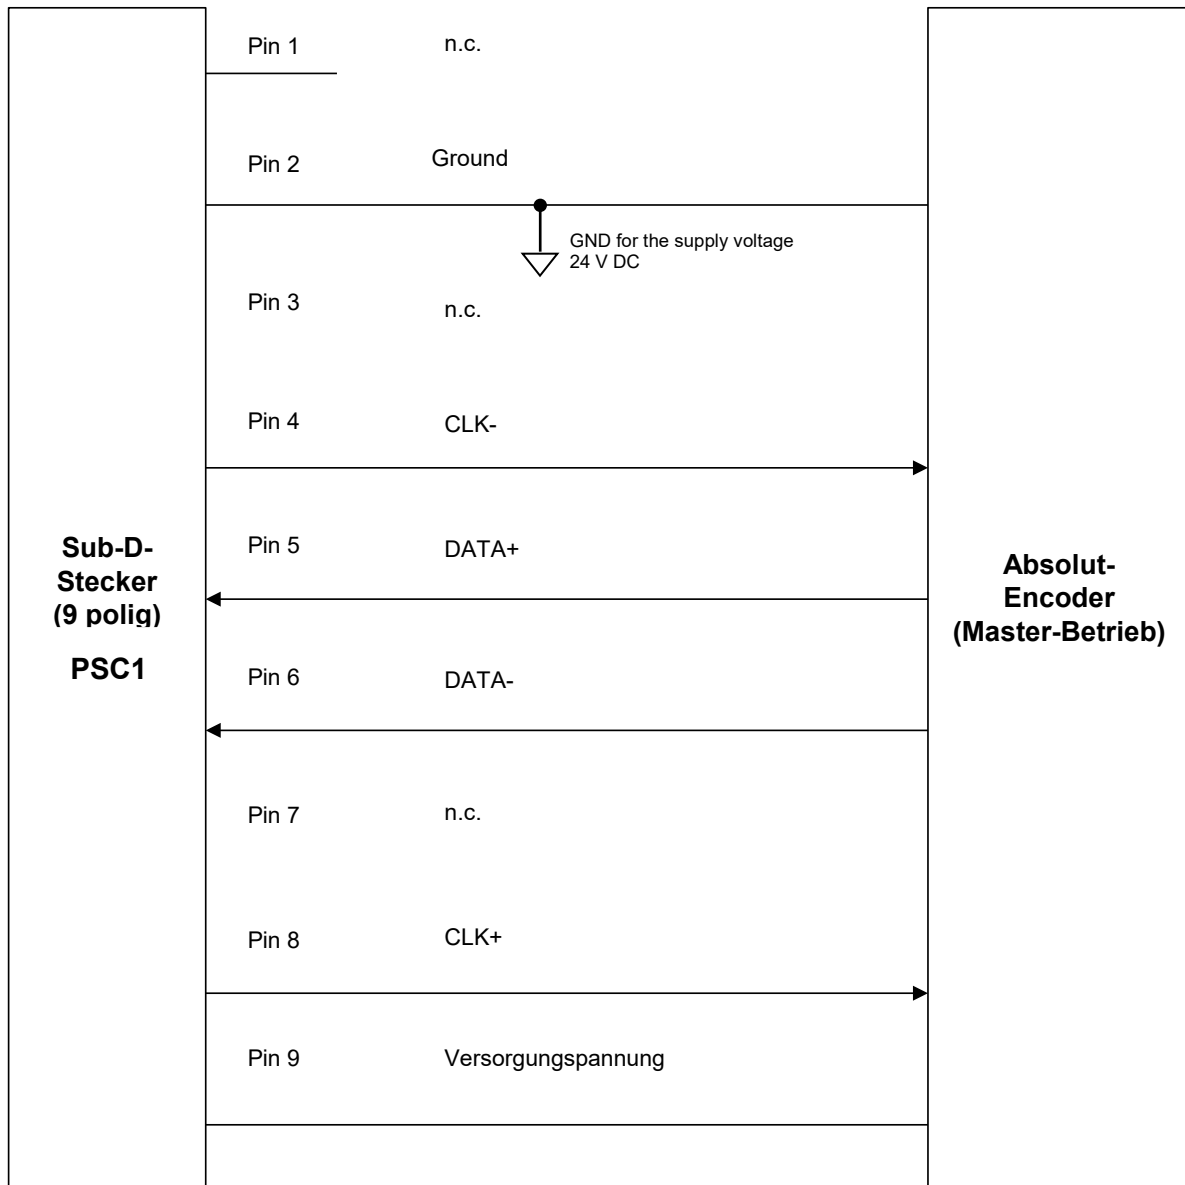 Pin 1 n.c.
Pin 2 Ground
GND for the supply voltage
24 V DC
Pin 3 n.c.
Pin 4 CLK-
Pin 5 DATA+
Pin 6 DATA-
Pin 7 n.c.
Pin 8 CLK+
Pin 9 Versorgungspannung
Sub-D-
Stecker
(9 polig)
PSC1
Absolut-
Encoder
(Master-Betrieb)